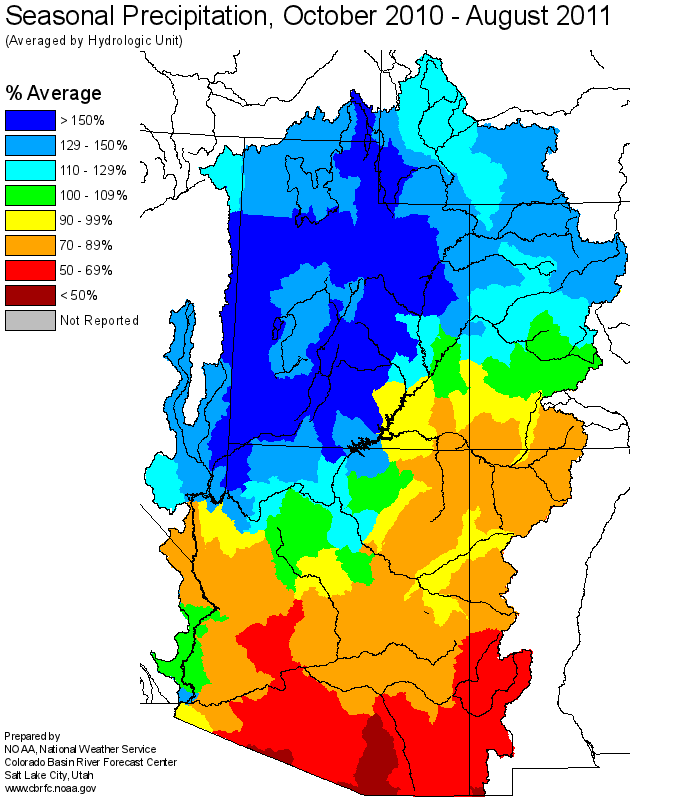 Seasonal Precipitation, October 2010 - August 2011
(Averaged by Hydrologic Unit)
% Average
> 150%
129 - 150%
110 - 129%
100 - 109%
90 - 99%
70 - 89%
50 - 69%
< 50%
Not Reported
Prepared by
NOAA, National Weather Service
Colorado Basin River Forecast Center
Salt Lake City, Utah
www.cbrfc.noaa.gov